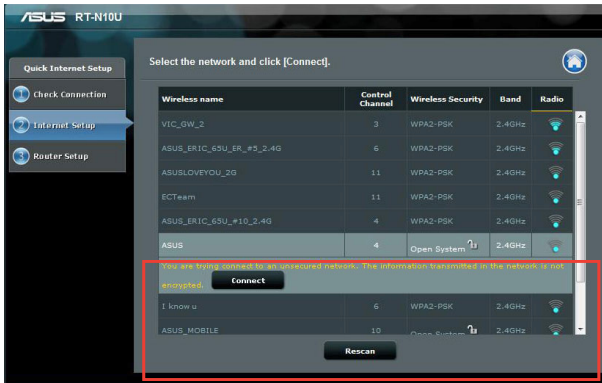 ASUS RT-N10U
Quick Internet Setup
1 Check Connection
2 Internet Setup
3 Router Setup
Select the network and click [Connect].
Wireless name Control Channel Wireless Security Band Radio
VIC_GW_2 3 WPA2-PSK 2.4GHz
ASUS_ERIC_65U_ER_#5_2.4G 6 WPA2-PSK 2.4GHz
ASUSLOVEYOU_2G 11 WPA2-PSK 2.4GHz
ECTeam 11 WPA2-PSK 2.4GHz
ASUS_ERIC_65U_#10_2.4G 4 WPA2-PSK 2.4GHz
ASUS 4 Open System 2.4GHz
You are trying connect to an unsecured network. The information transmitted in the network is not
encrypted. Connect
I know u 6 WPA2-PSK 2.4GHz
ASUS_MOBILE 10 Open System 2.4GHz
Rescan